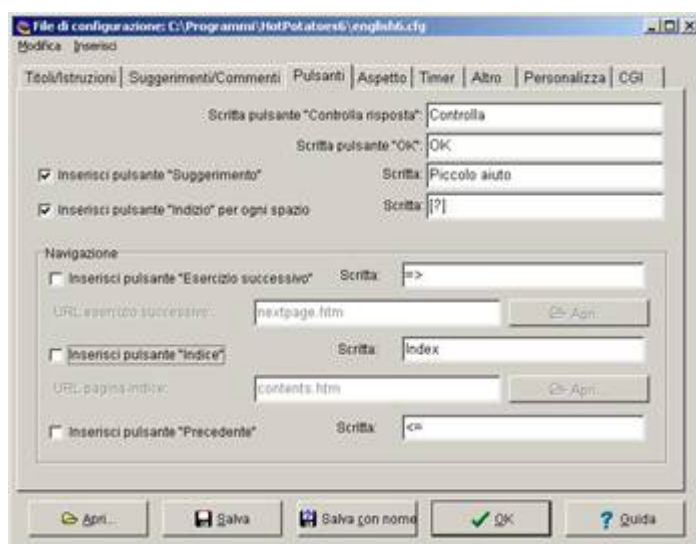 File di configurazione: C:\Programmi\HotPotatoes6\english6.cfg
Modifica Inserisci
Titoli/Istruzioni Suggerimenti/Commenti Pulsanti Aspetto Timer Altro Personalizza CGI
Scritta pulsante "Controlla risposta": Controlla
Scritta pulsante "OK": OK
Inserisci pulsante "Suggerimento" Scritta: Piccolo aiuto
Inserisci pulsante "Indizio" per ogni spazio Scritta: [?]
Navigazione
Inserisci pulsante "Esercizio successivo" Scritta: =>
URL esercizio successivo: nextpage.htm Apri...
Inserisci pulsante "Indice" Scritta: Index
URL pagina indice: contents.htm Apri...
Inserisci pulsante "Precedente" Scritta: <=
Apri... Salva Salva con nome OK Guida